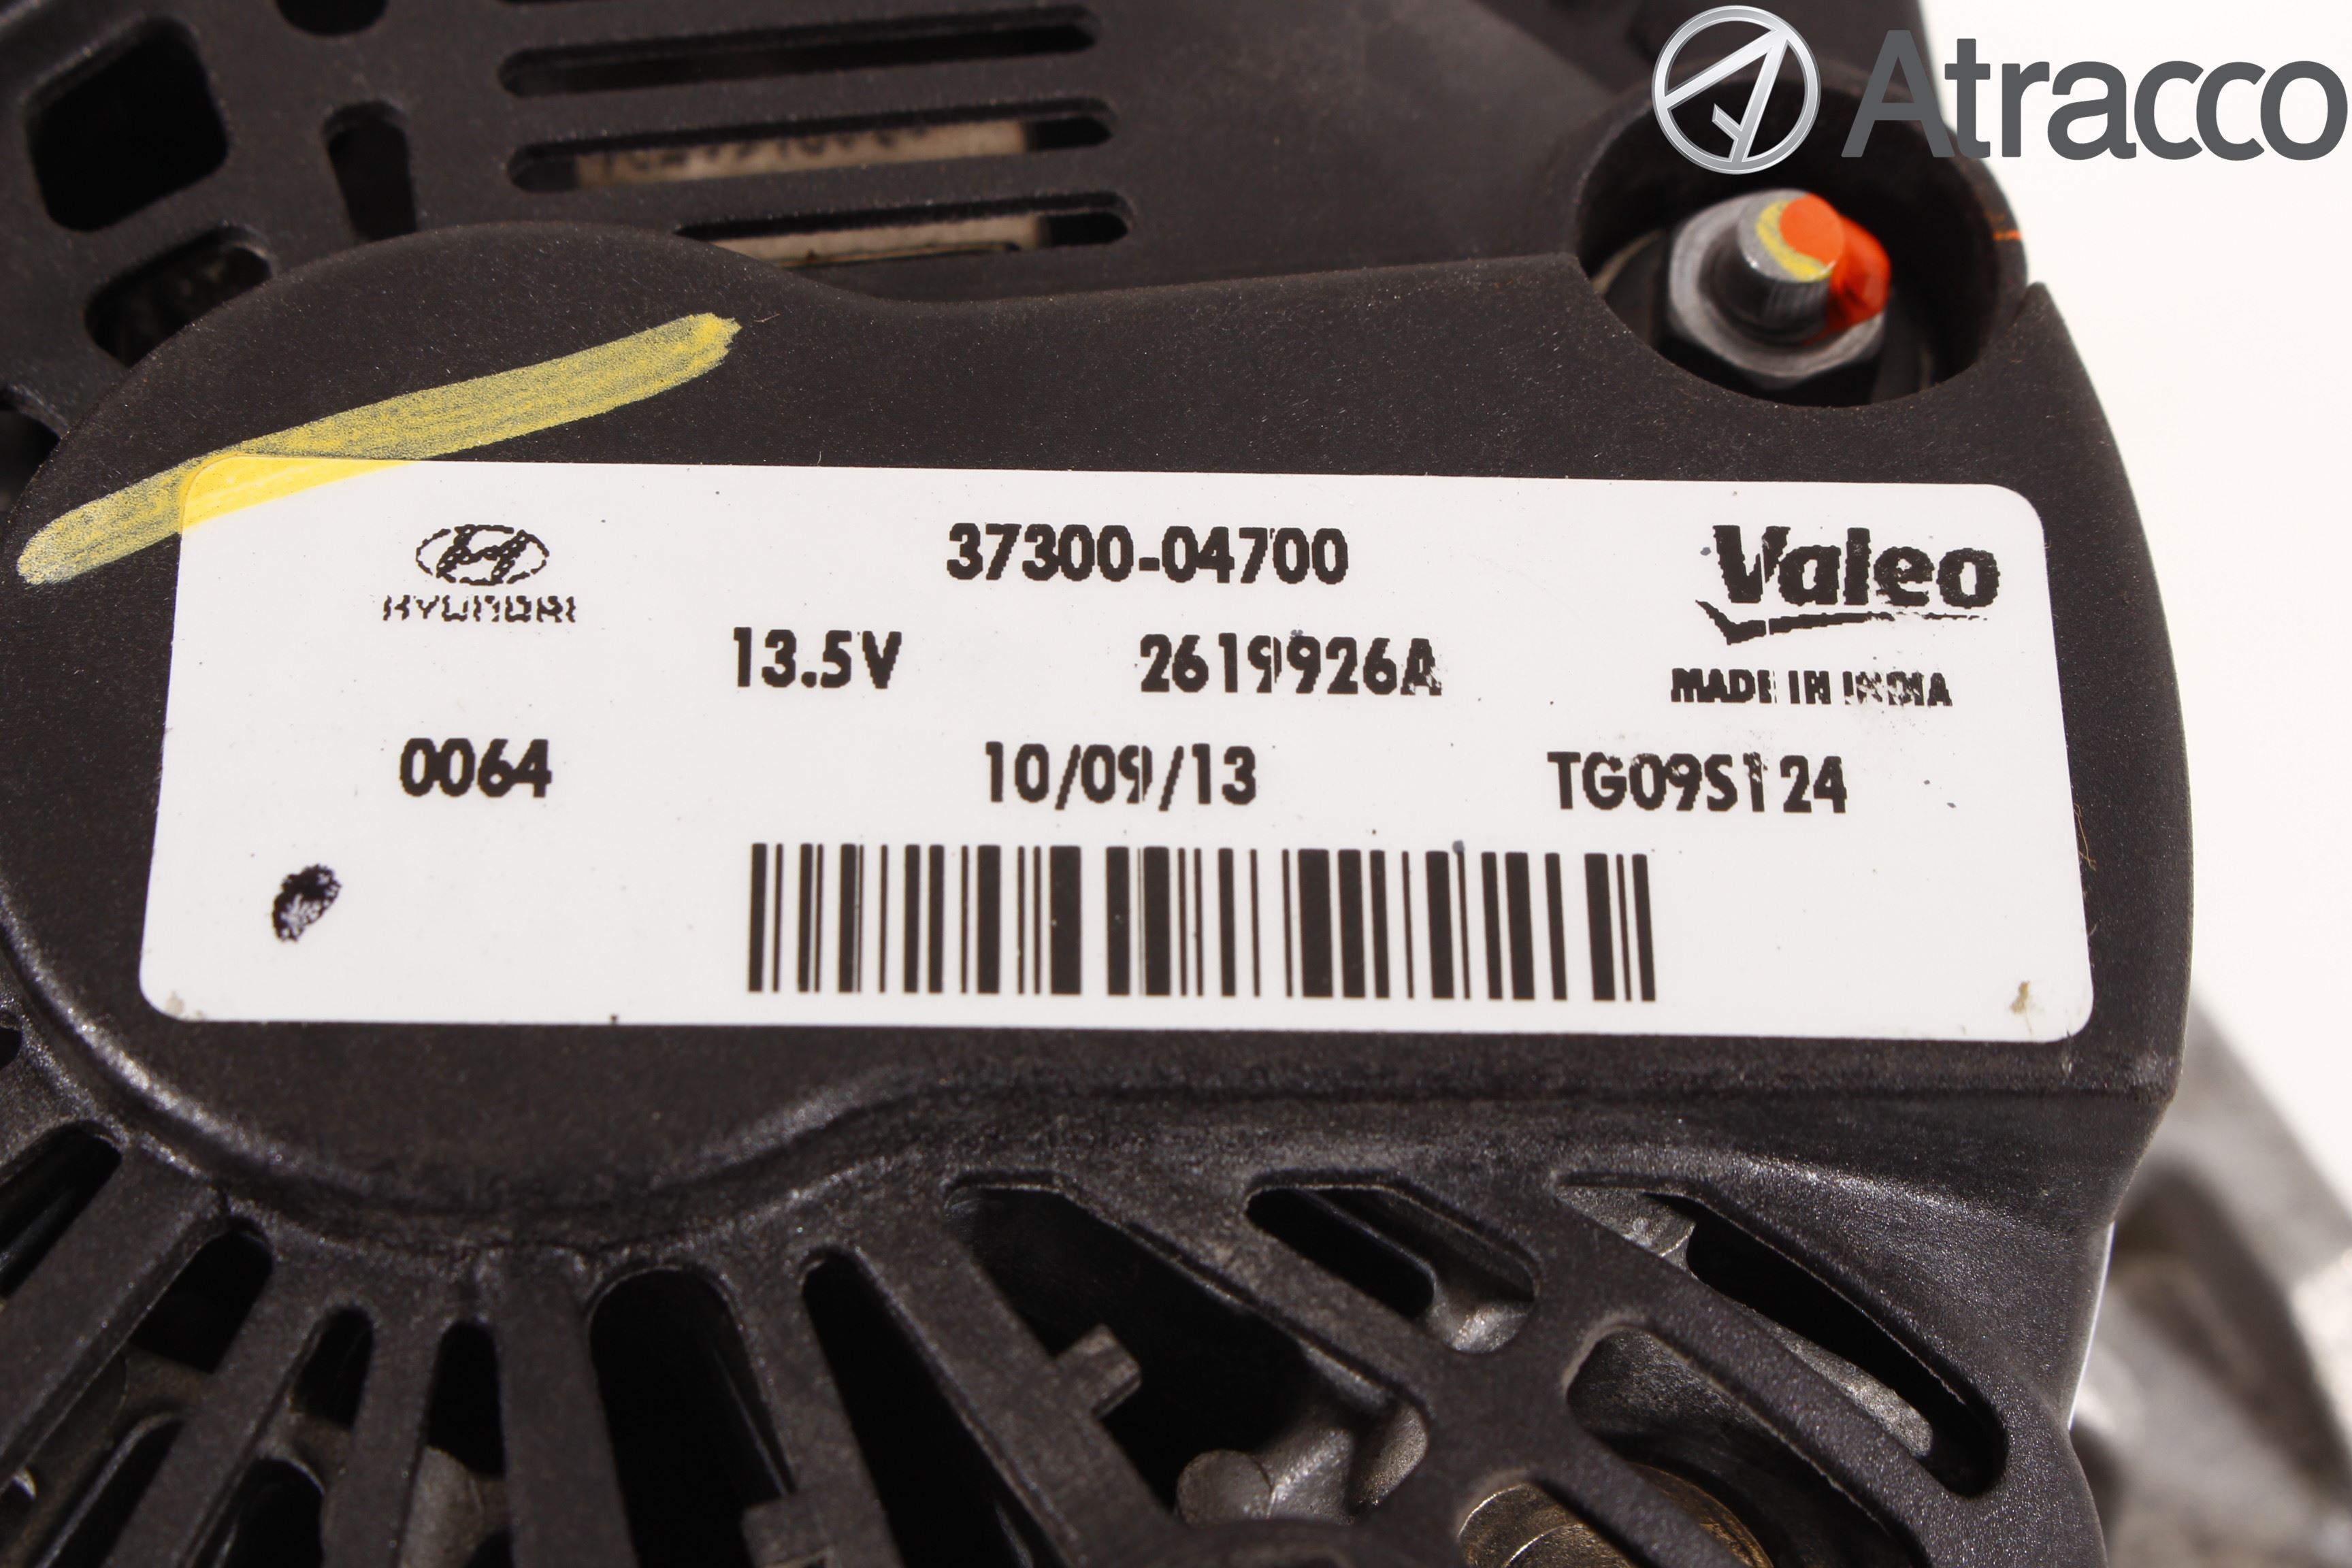 Atracco
HYUNDAI
37300-04700
Valeo
13.5V 2619926A
MADE IN INDIA
0064 10/09/13 TG09S124